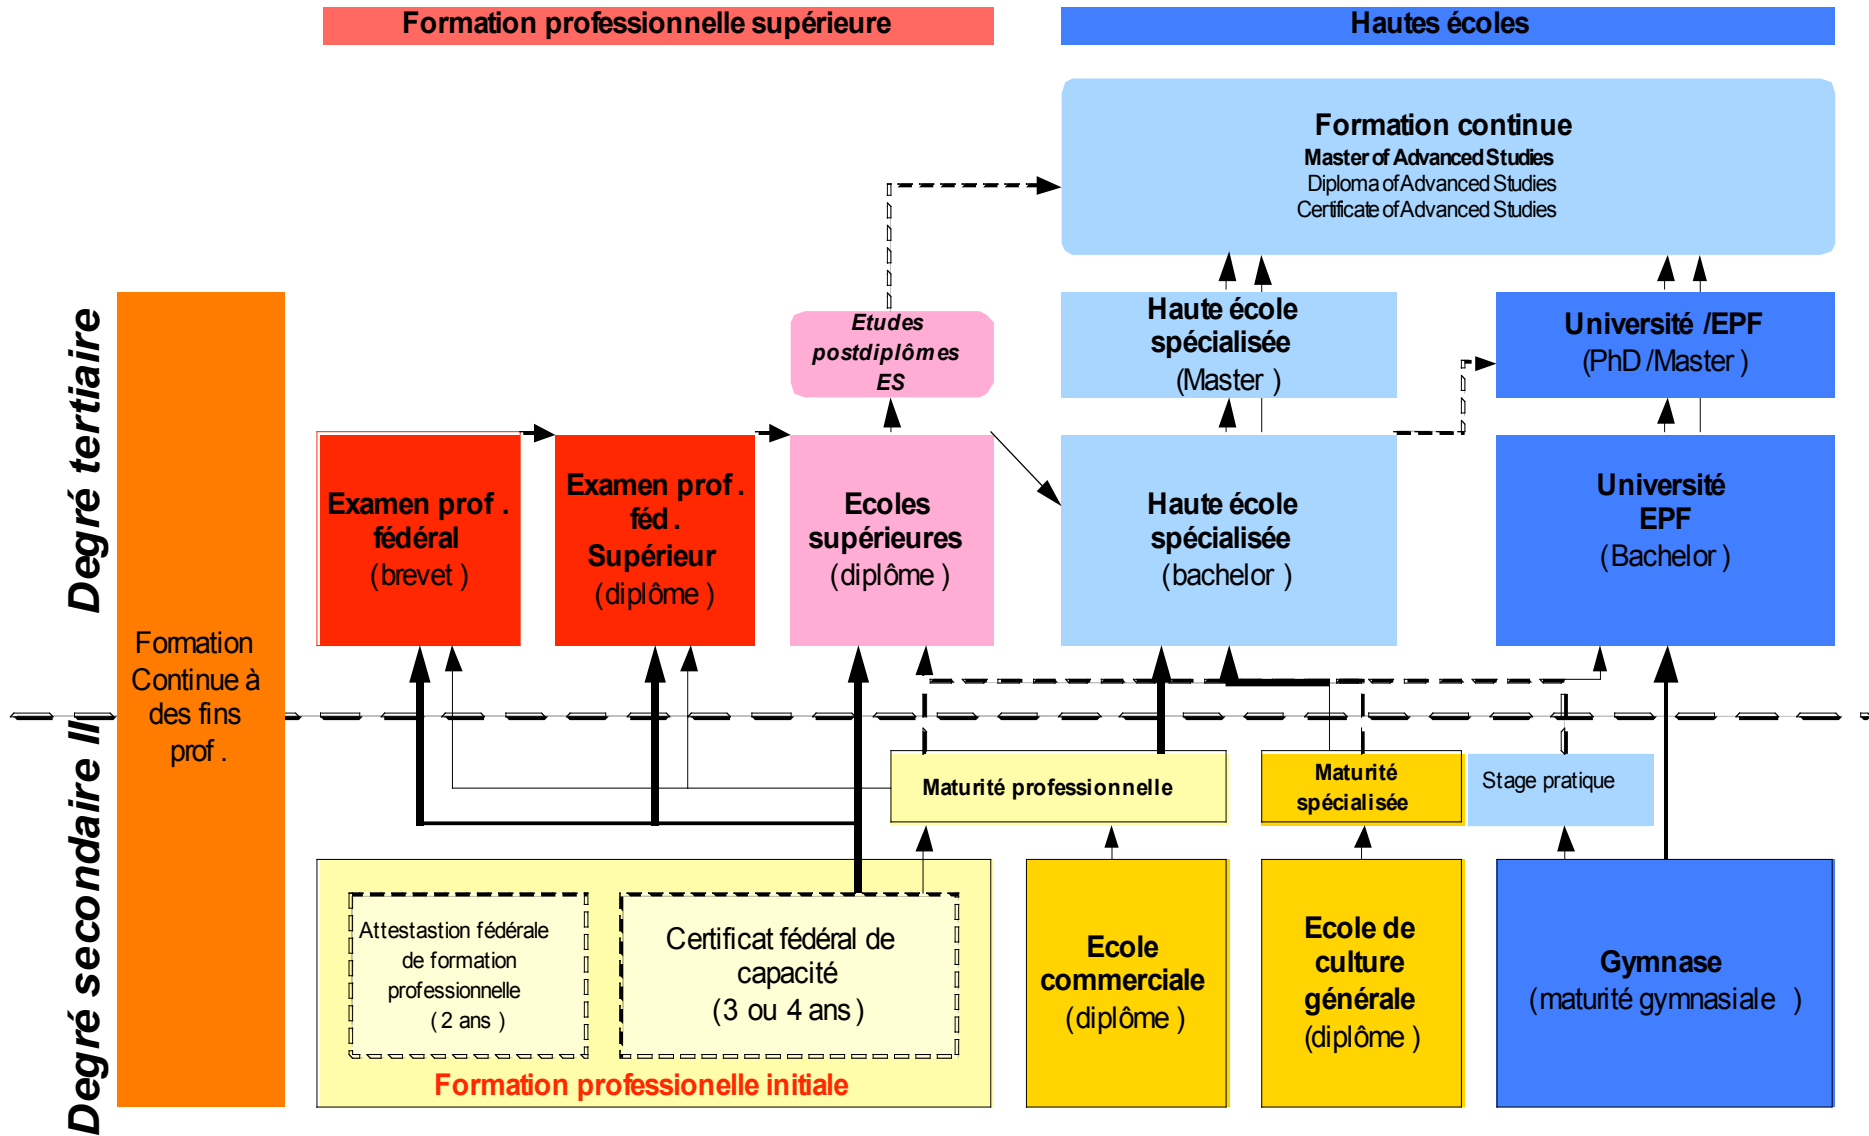 Formation professionnelle supérieure
Hautes écoles
Formation continue
Master of Advanced Studies
Diploma of Advanced Studies
Certificate of Advanced Studies
Degré tertiaire
Etudes
postdiplômes
ES
Haute école
spécialisée
(Master )
Université /EPF
(PhD /Master )
Examen prof .
fédéral
(brevet )
Examen prof .
féd .
Supérieur
(diplôme )
Ecoles
supérieures
(diplôme )
Haute école
spécialisée
(bachelor )
Université
EPF
(Bachelor )
Formation
Continue à
des fins
prof .
Degré secondaire II
Maturité professionnelle
Maturité
spécialisée
Stage pratique
Attestastion fédérale
de formation
professionnelle
( 2 ans )
Certificat fédéral de
capacité
(3 ou 4 ans )
Formation professionelle initiale
Ecole
commerciale
(diplôme )
Ecole de
culture
générale
(diplôme )
Gymnase
(maturité gymnasiale )